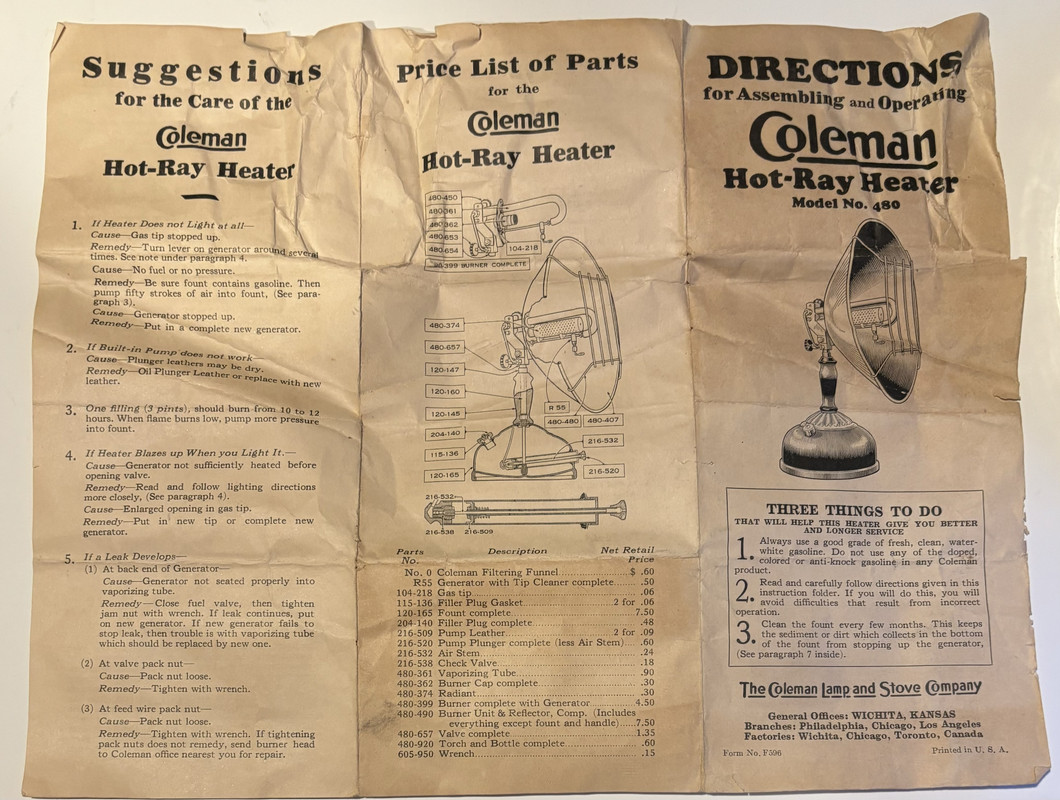 Suggestions
for the Care of the
Coleman
Hot-Ray Heater
1. If Heater Does not Light at all—
Cause—Gas tip stopped up.
Remedy—Turn lever on generator around several
times. See note under paragraph 4.
Cause—No fuel or no pressure.
Remedy—Be sure fount contains gasoline. Then
pump fifty strokes of air into fount, (See para-
graph 3),
Cause—Generator stopped up.
Remedy—Put in a complete new generator.
2. If Built-in Pump does not work—
Cause—Plunger leathers may be dry.
Remedy—Oil Plunger Leather or replace with new
leather.
3. One filling (3 pints), should burn from 10 to 12
hours. When flame burns low, pump more pressure
into fount.
4. If Heater Blazes up When you Light It.—
Cause—Generator not sufficiently heated before
opening valve.
Remedy—Read and follow lighting directions
more closely, (See paragraph 4).
Cause—Enlarged opening in gas tip.
Remedy—Put in new tip or complete new
generator.
5. If a Leak Develops—
(1) At back end of Generator—
Cause—Generator not seated properly into
vaporizing tube.
Remedy—Close fuel valve, then tighten
jam nut with wrench. If leak continues, put
on new generator. If new generator fails to
stop leak, then trouble is with vaporizing tube
which should be replaced by new one.
(2) At valve pack nut—
Cause—Pack nut loose.
Remedy—Tighten with wrench.
(3) At feed wire pack nut—
Cause—Pack nut loose.
Remedy—Tighten with wrench. If tightening
pack nuts does not remedy, send burner head
to Coleman office nearest you for repair.
Price List of Parts
for the
Coleman
Hot-Ray Heater
480-450
480-361
480-362
480-653
480-654
104-218
480-399 BURNER COMPLETE
480-374
480-657
120-147
120-160
120-145
R 55
480-480
480-407
204-140
216-532
115-136
216-520
120-165
216-532
216-538
216-509
Parts No. Description Net Retail Price
No. 0 Coleman Filtering Funnel $ .60
R55 Generator with Tip Cleaner complete .50
104-218 Gas tip .06
115-136 Filler Plug Gasket 2 for .06
120-165 Fount complete 7.50
204-140 Filler Plug complete .48
216-509 Pump Leather 2 for .09
216-520 Pump Plunger complete (less Air Stem) .60
216-532 Air Stem .24
216-538 Check Valve .18
480-361 Vaporizing Tube .90
480-362 Burner Cap complete .30
480-374 Radiant .30
480-399 Burner complete with Generator 4.50
480-490 Burner Unit & Reflector, Comp. (Includes
everything except fount and handle) 7.50
480-657 Valve complete 1.35
480-920 Torch and Bottle complete .60
605-950 Wrench .15
DIRECTIONS
for Assembling and Operating
Coleman
Hot-Ray Heater
Model No. 480
THREE THINGS TO DO
THAT WILL HELP THIS HEATER GIVE YOU BETTER
AND LONGER SERVICE
1. Always use a good grade of fresh, clean, water-
white gasoline. Do not use any of the doped,
colored or anti-knock gasoline in any Coleman
product.
2. Read and carefully follow directions given in this
instruction folder. If you will do this, you will
avoid difficulties that result from incorrect
operation.
3. Clean the fount every few months. This keeps
the sediment or dirt which collects in the bottom
of the fount from stopping up the generator,
(See paragraph 7 inside).
The Coleman Lamp and Stove Company
General Offices: WICHITA, KANSAS
Branches: Philadelphia, Chicago, Los Angeles
Factories: Wichita, Chicago, Toronto, Canada
Form No. F596
Printed in U. S. A.